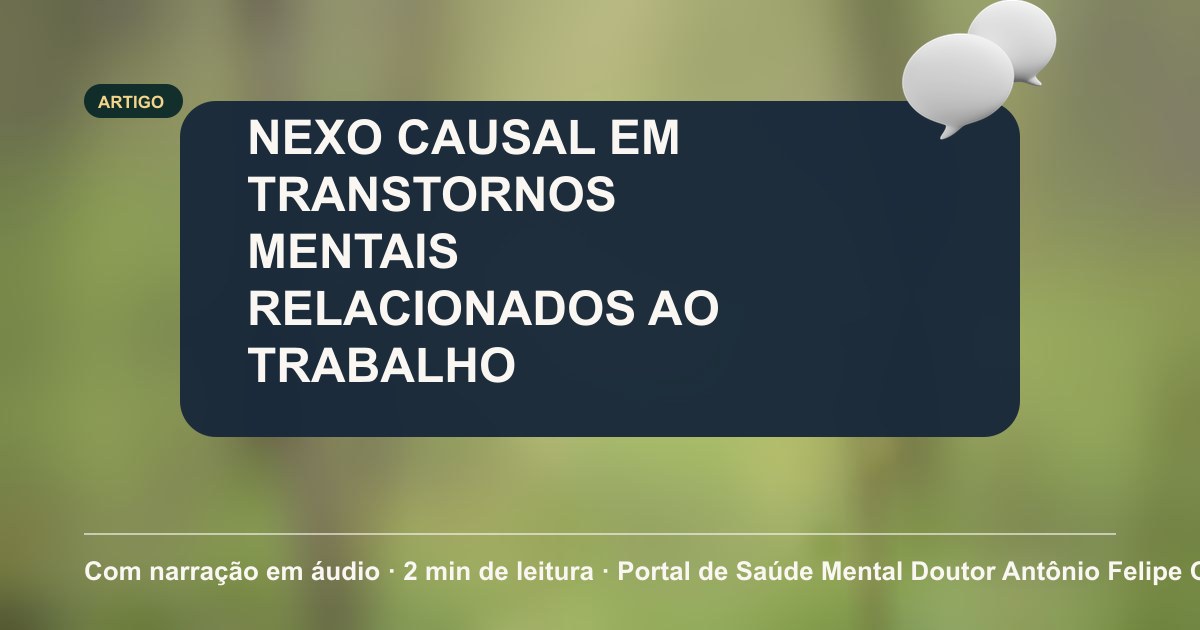 ARTIGO
NEXO CAUSAL EM
TRANSTORNOS
MENTAIS
RELACIONADOS AO
TRABALHO
Com narração em áudio · 2 min de leitura · Portal de Saúde Mental Doutor Antônio Felipe